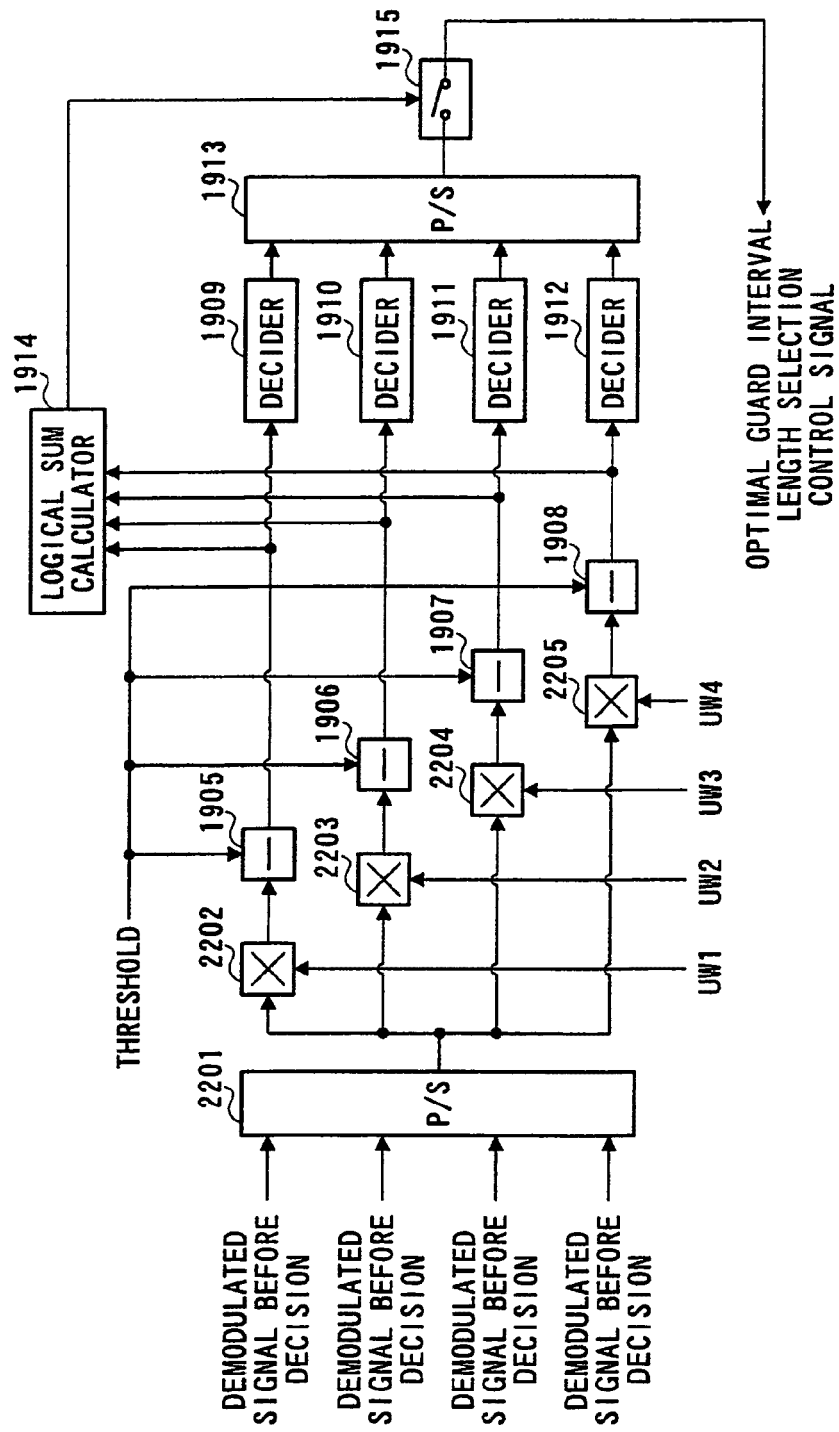 DEMODULATED
SIGNAL BEFORE
DECISION
DEMODULATED
SIGNAL BEFORE
DECISION
DEMODULATED
SIGNAL BEFORE
DECISION
DEMODULATED
SIGNAL BEFORE
DECISION
2201
P/S
THRESHOLD
2202
2203
2204
2205
UW1
UW2
UW3
UW4
1905
1906
1907
1908
1914
LOGICAL SUM
CALCULATOR
1909
DECIDER
1910
DECIDER
1911
DECIDER
1912
DECIDER
1913
P/S
1915
OPTIMAL GUARD INTERVAL
LENGTH SELECTION
CONTROL SIGNAL